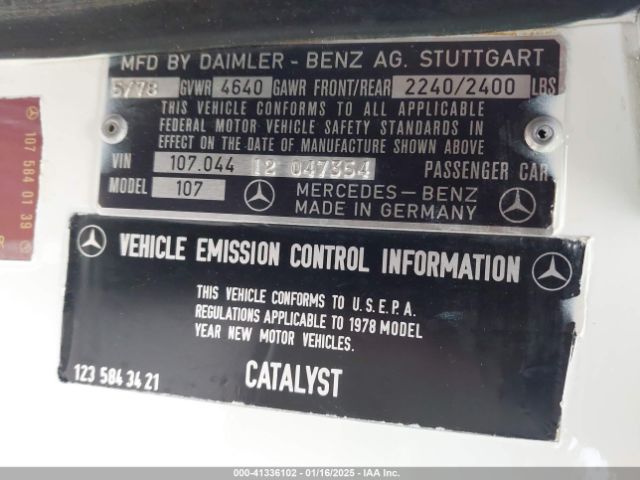 MFD BY DAIMLER - BENZ AG. STUTTGART
5/78 GVWR 4640 GAWR FRONT/REAR 2240/2400 LBS
THIS VEHICLE CONFORMS TO ALL APPLICABLE
FEDERAL MOTOR VEHICLE SAFETY STANDARDS IN
EFFECT ON THE DATE OF MANUFACTURE SHOWN ABOVE
VIN 107.044 12 047354 PASSENGER CAR
MODEL 107 MERCEDES-BENZ
MADE IN GERMANY
107 584 01 39
VEHICLE EMISSION CONTROL INFORMATION
THIS VEHICLE CONFORMS TO U.S.E.P.A.
REGULATIONS APPLICABLE TO 1978 MODEL
YEAR NEW MOTOR VEHICLES.
123 584 34 21 CATALYST
000-41336102 - 01/16/2025 - IAA Inc.